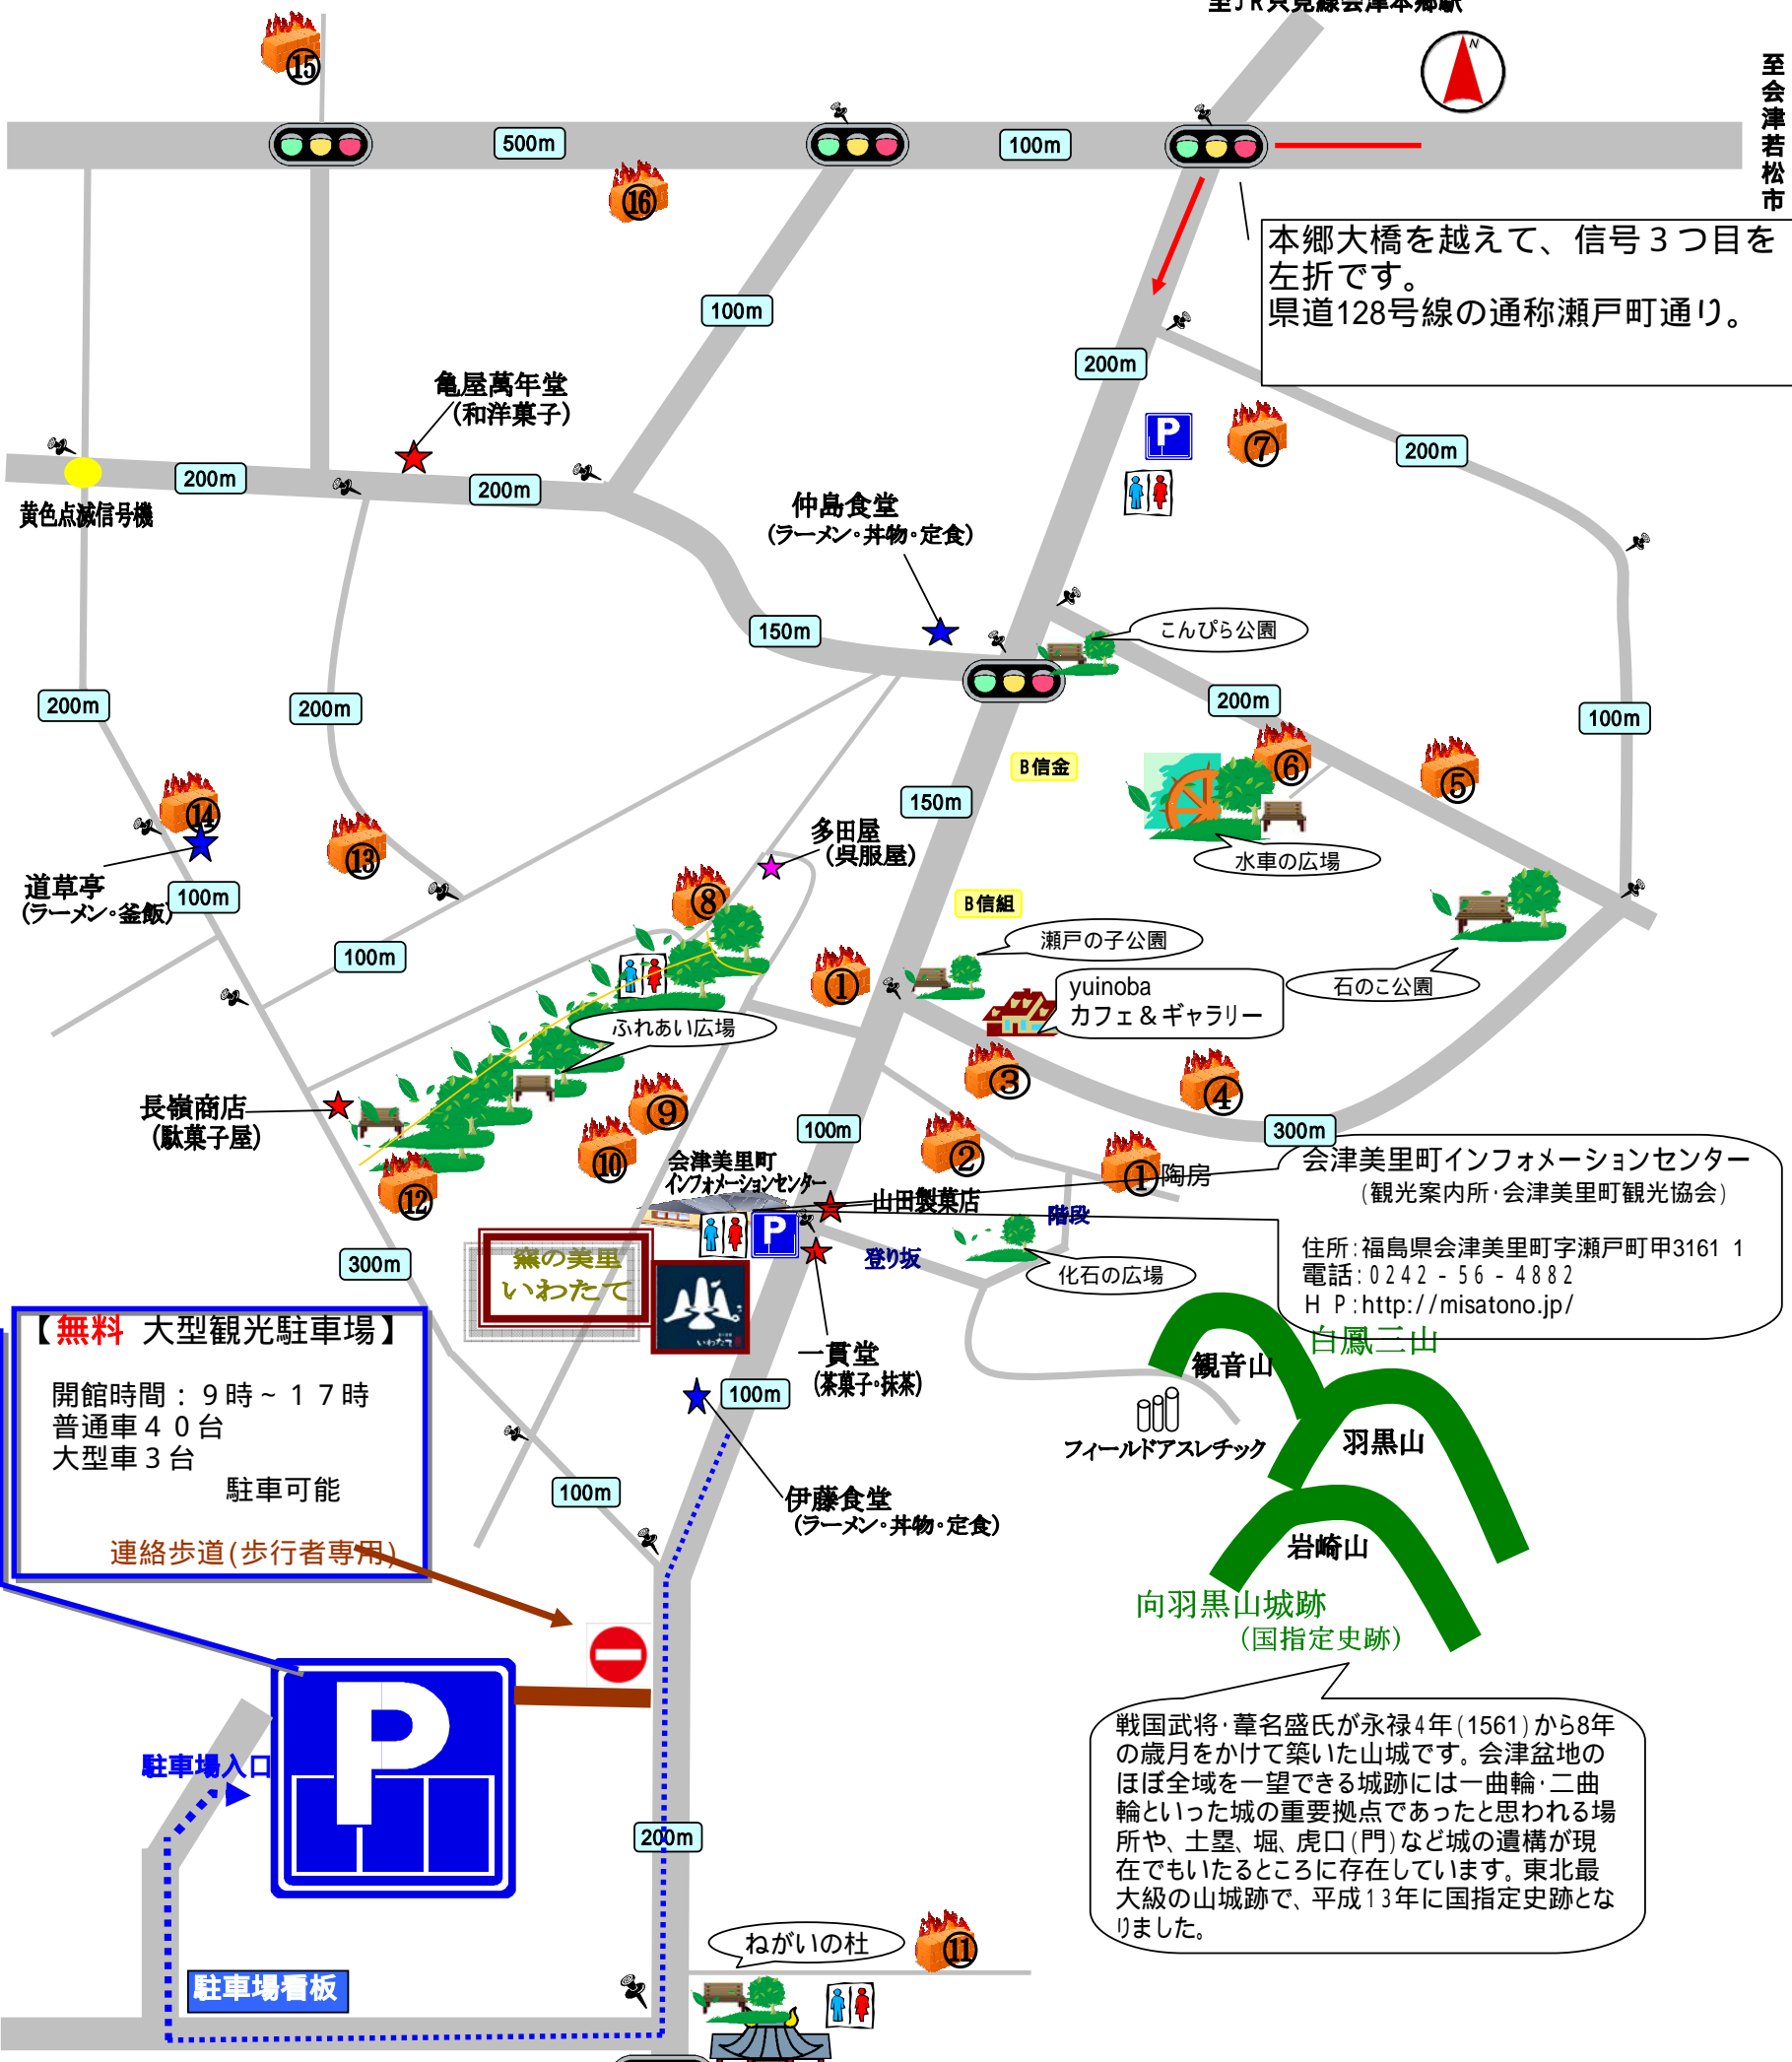 至JR只見線会津本郷駅
N
至会津若松市
⑮
500m
100m
⑯
本郷大橋を越えて、信号３つ目を
左折です。
県道128号線の通称瀬戸町通り。
100m
200m
亀屋萬年堂
（和洋菓子）
P
⑦
200m
200m
200m
黄色点滅信号機
仲島食堂
（ラーメン・丼物・定食）
150m
こんぴら公園
200m
200m
200m
100m
B信金
⑥
⑤
150m
⑭
⑬
多田屋
（呉服屋）
水車の広場
道草亭
（ラーメン・釜飯）
100m
⑧
B信組
瀬戸の子公園
100m
①
yuinoba
カフェ＆ギャラリー
石のこ公園
ふれあい広場
③
④
長嶺商店
（駄菓子屋）
⑨
100m
300m
⑩
②
①陶房
会津美里町
インフォメーションセンター
⑫
山田製菓店
階段
会津美里町インフォメーションセンター
(観光案内所・会津美里町観光協会)
住所：福島県会津美里町字瀬戸町甲3161 1
電話：0242-56-4882
H P：http://misatono.jp/
P
登り坂
化石の広場
300m
窯の美里
いわたて
いわたて
【無料 大型観光駐車場】
開館時間：９時～１７時
普通車４０台
大型車３台
駐車可能
連絡歩道(歩行者専用)
一貫堂
（茶菓子・抹茶）
100m
白鳳三山
観音山
フィールドアスレチック
羽黒山
100m
伊藤食堂
（ラーメン・丼物・定食）
岩崎山
向羽黒山城跡
（国指定史跡）
P
駐車場入口
戦国武将・葦名盛氏が永禄4年(1561)から8年
の歳月をかけて築いた山城です。会津盆地の
ほぼ全域を一望できる城跡には一曲輪・二曲
輪といった城の重要拠点であったと思われる場
所や、土塁、堀、虎口(門)など城の遺構が現
在でもいたるところに存在しています。東北最
大級の山城跡で、平成13年に国指定史跡とな
りました。
200m
ねがいの杜
⑪
駐車場看板